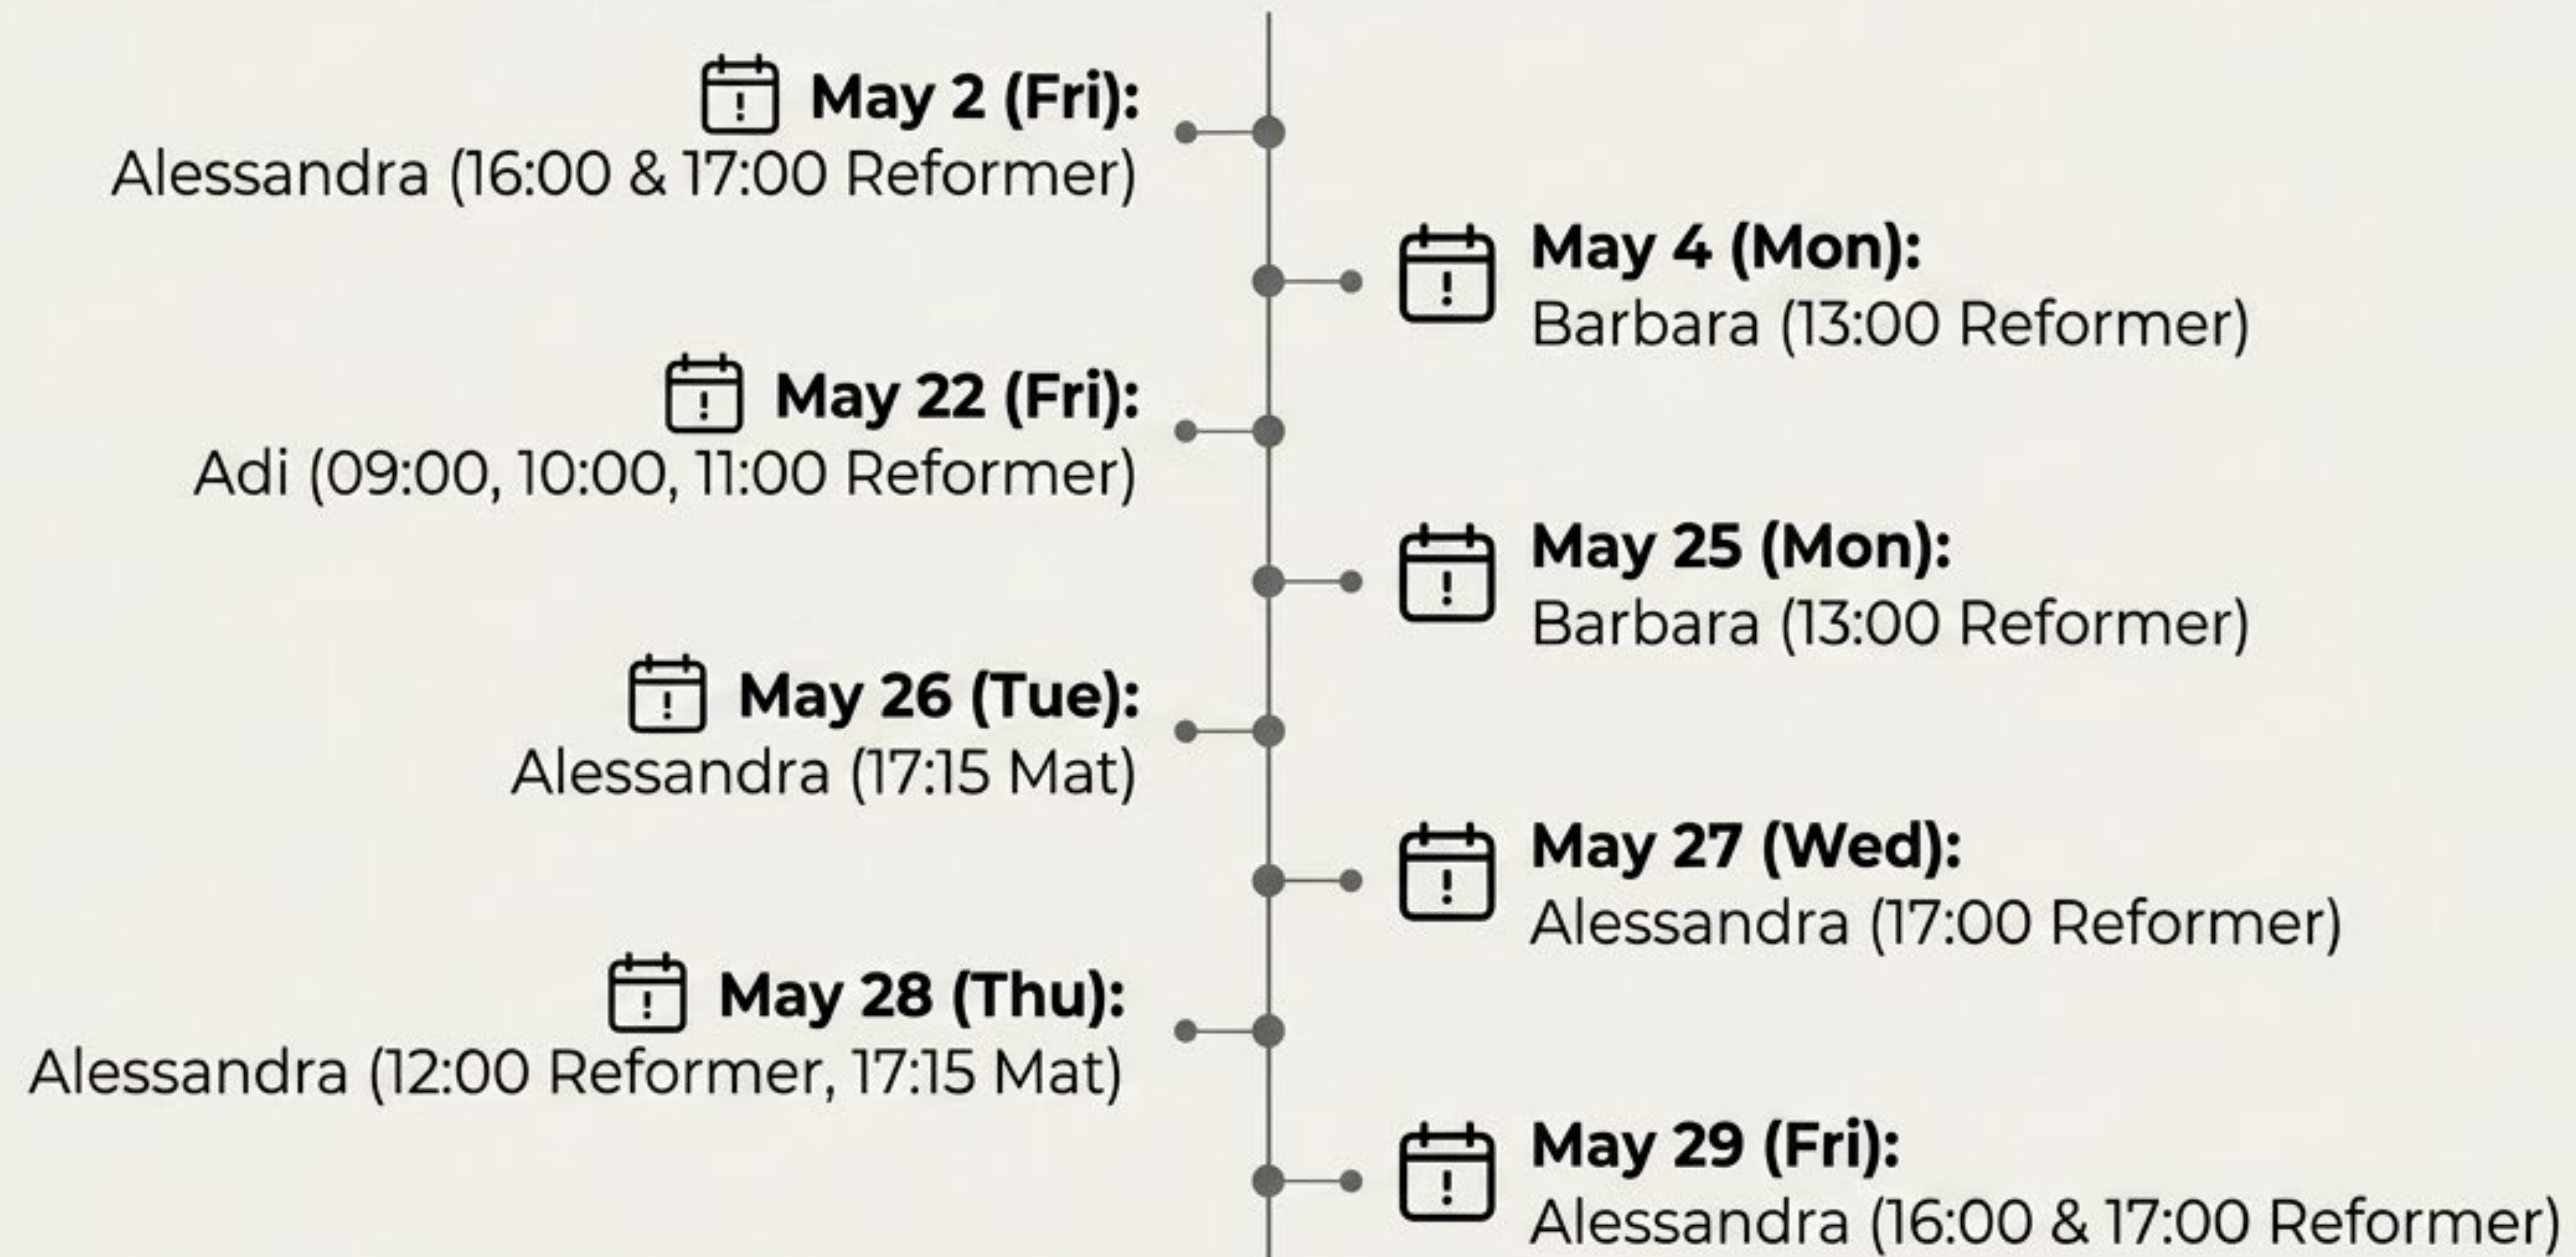 May 2 (Fri):
Alessandra (16:00 & 17:00 Reformer)
May 4 (Mon):
Barbara (13:00 Reformer)
May 22 (Fri):
Adi (09:00, 10:00, 11:00 Reformer)
May 25 (Mon):
Barbara (13:00 Reformer)
May 26 (Tue):
Alessandra (17:15 Mat)
May 27 (Wed):
Alessandra (17:00 Reformer)
May 28 (Thu):
Alessandra (12:00 Reformer, 17:15 Mat)
May 29 (Fri):
Alessandra (16:00 & 17:00 Reformer)